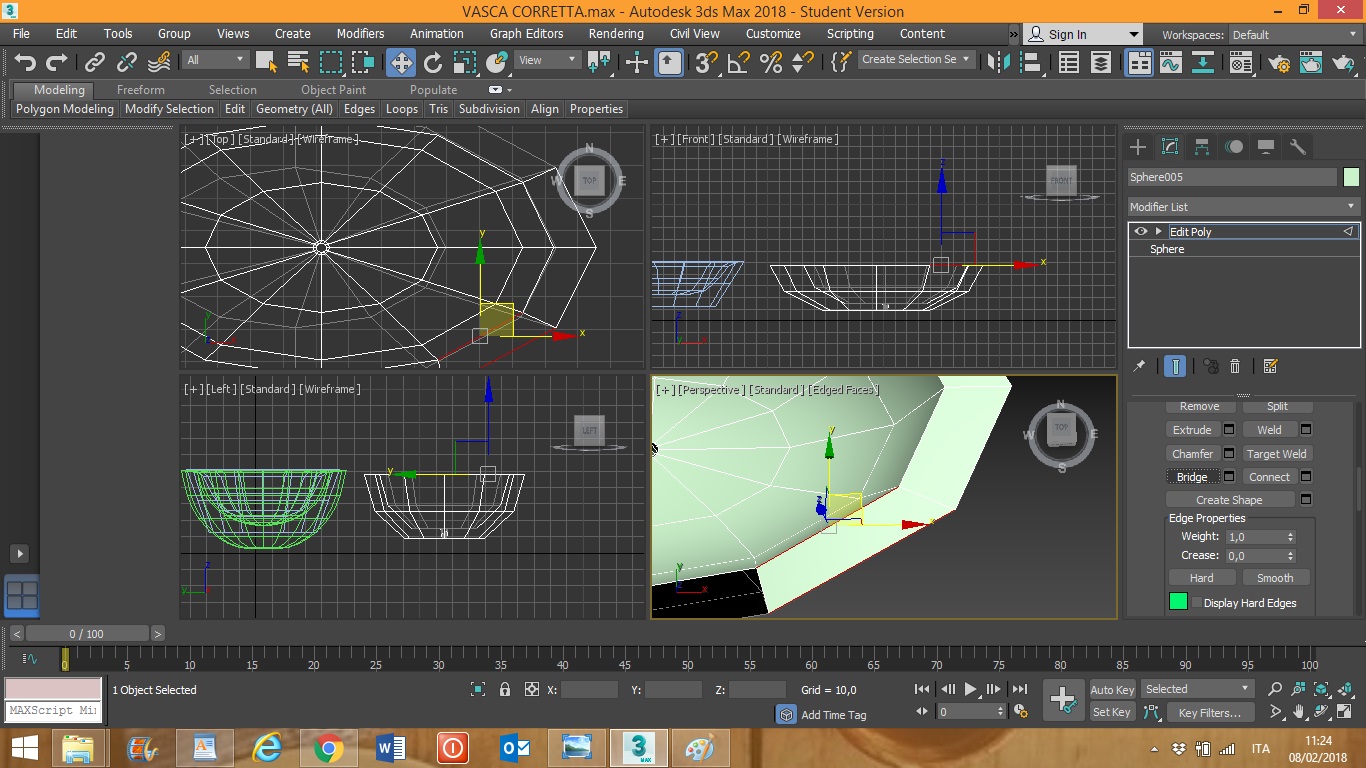 VASCA CORRETTA.max - Autodesk 3ds Max 2018 - Student Version
File Edit Tools Group Views Create Modifiers Animation Graph Editors Rendering Civil View Customize Scripting Content » Sign In Workspaces: Default
All View Create Selection Se
Modeling Freeform Selection Object Paint Populate
Polygon Modeling Modify Selection Edit Geometry (All) Edges Loops Tris Subdivision Align Properties
[+] [Top] [Standard] [Wireframe]
N
W TOP E
S
y
x
[+] [Front] [Standard] [Wireframe]
FRONT
z
x
[+] [Left] [Standard] [Wireframe]
LEFT
y
[+] [Perspective] [Standard] [Edged Faces]
N
W TOP E
S
y
z
x
Sphere005
Modifier List
Edit Poly
Sphere
Remove Split
Extrude Weld
Chamfer Target Weld
Bridge Connect
Create Shape
Edge Properties
Weight: 1,0
Crease: 0,0
Hard Smooth
Display Hard Edges
< 0 / 100 >
0 5 10 15 20 25 30 35 40 45 50 55 60 65 70 75 80 85 90 95 100
1 Object Selected X: Y: Z: Grid = 10,0 Auto Key Selected
MAXScript Mi Add Time Tag 0 Set Key Key Filters...
3 MAX
ITA
11:24
08/02/2018